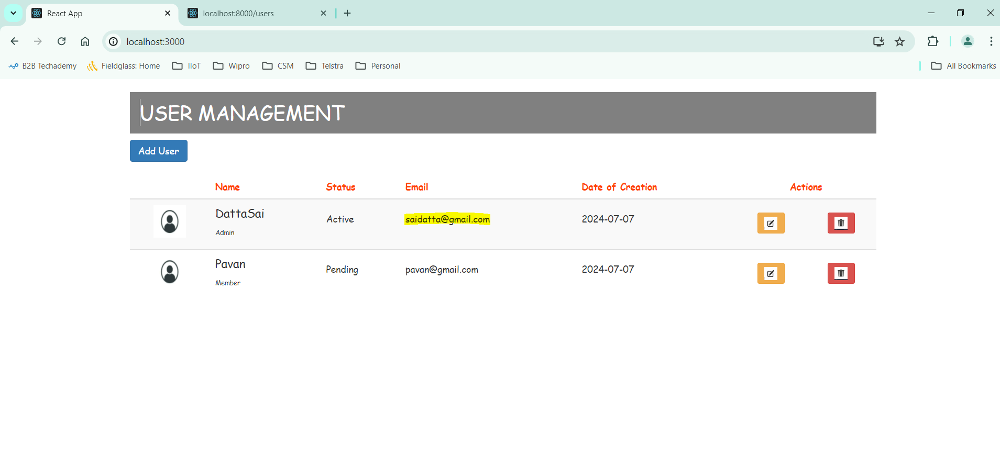 React App
localhost:8000/users
localhost:3000
B2B Techademy Fieldglass: Home IIoT Wipro CSM Telstra Personal All Bookmarks
USER MANAGEMENT
Add User
Name Status Email Date of Creation Actions
DattaSai
Active saidatta@gmail.com 2024-07-07
Admin
Pavan
Pending pavan@gmail.com 2024-07-07
Member